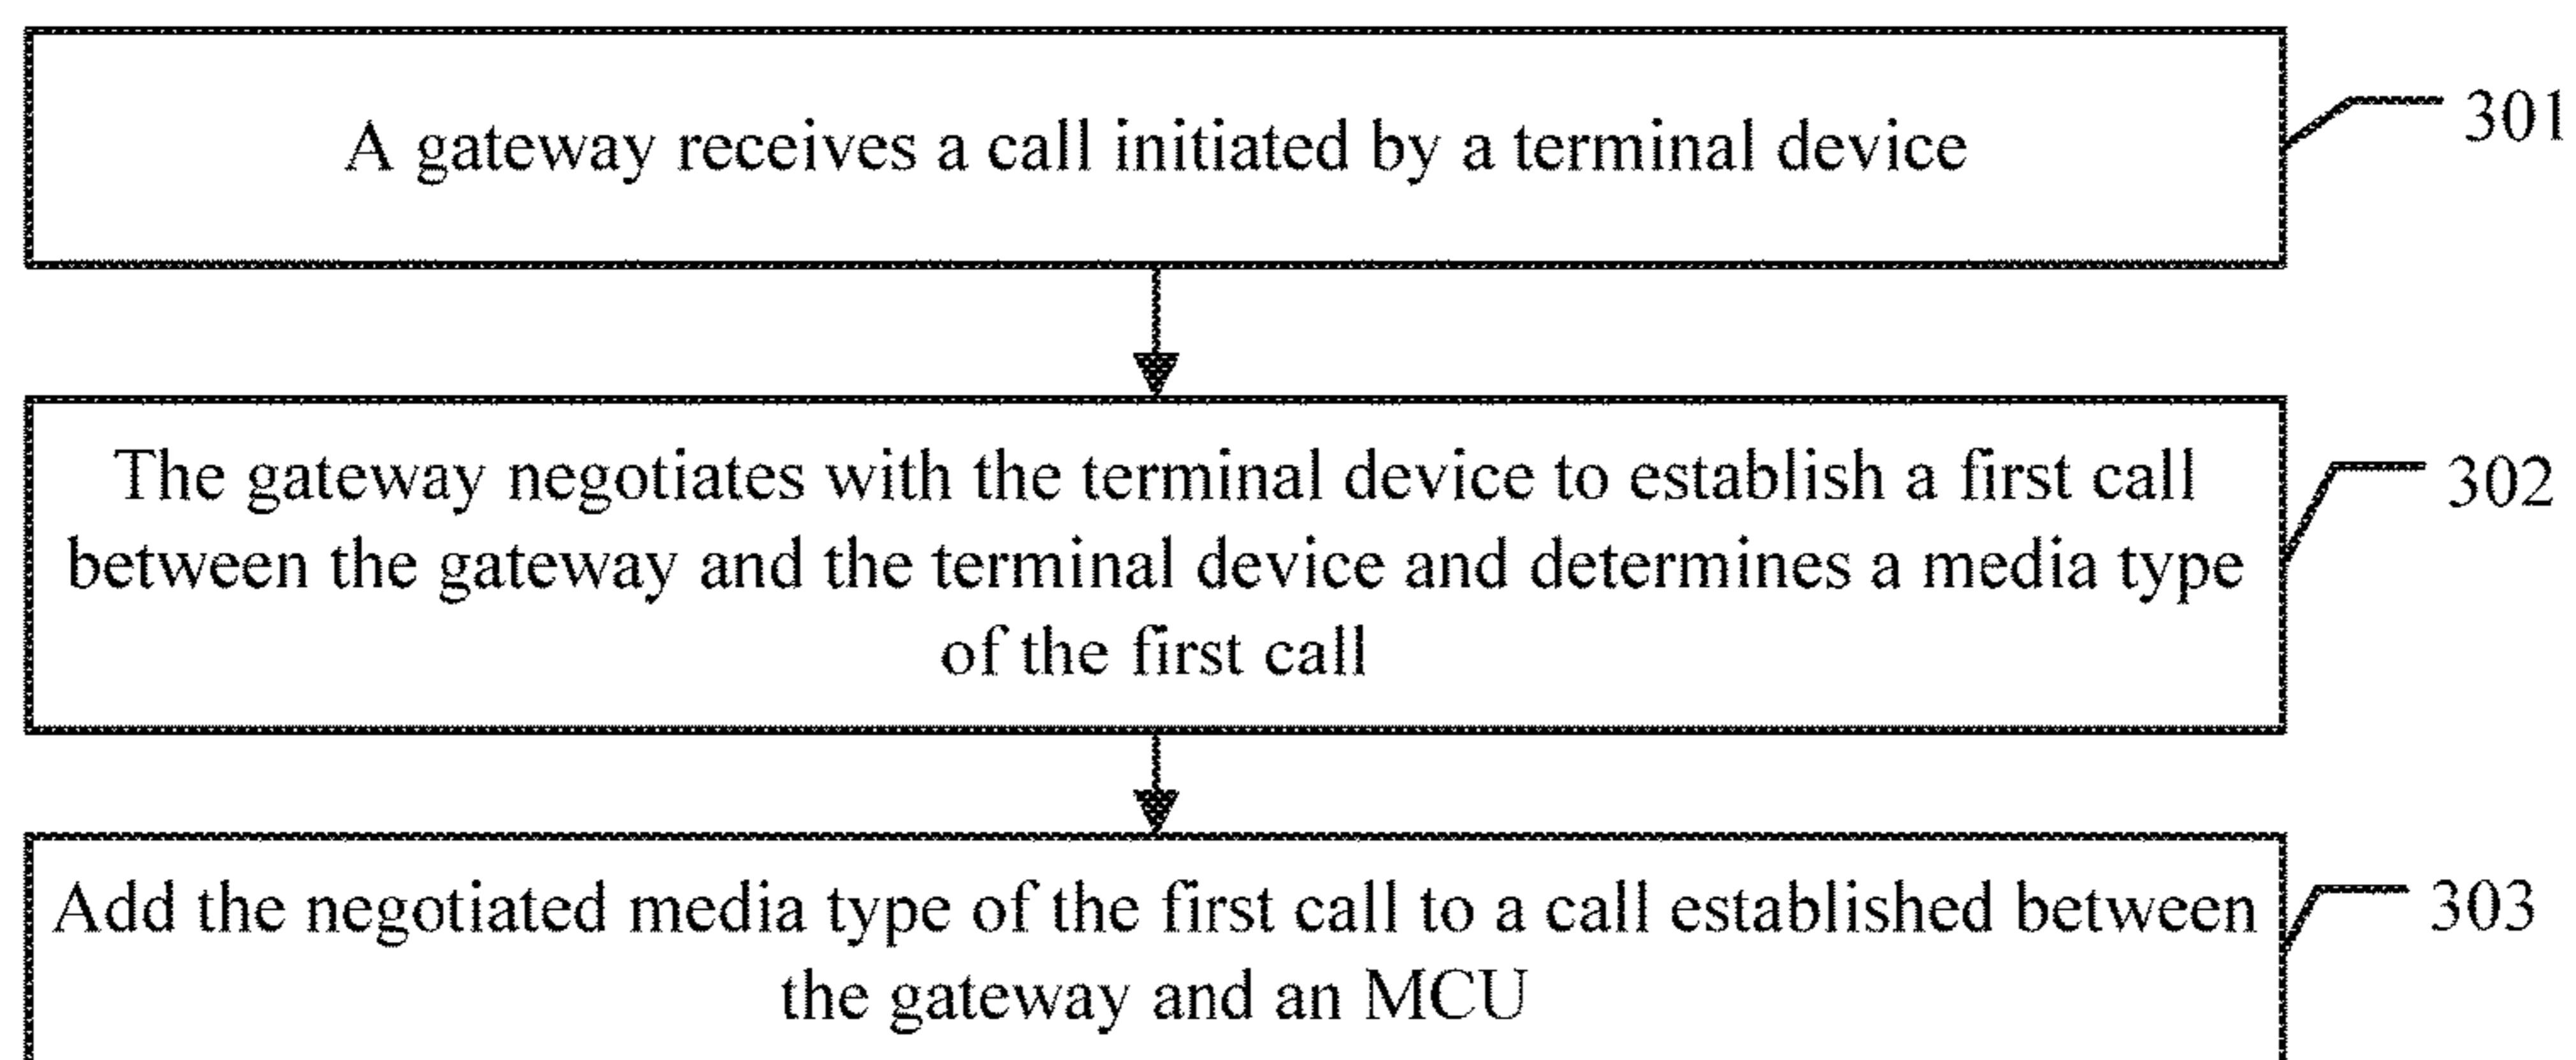 A gateway receives a call initiated by a terminal device
301
The gateway negotiates with the terminal device to establish a first call
between the gateway and the terminal device and determines a media type
of the first call
302
Add the negotiated media type of the first call to a call established between
the gateway and an MCU
303